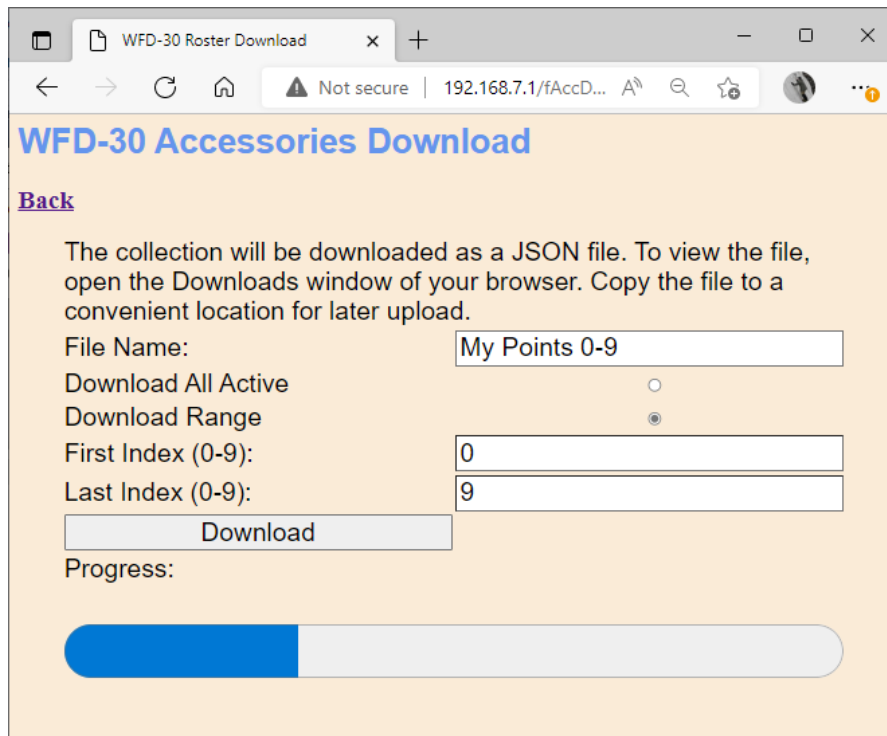 WFD-30 Roster Download
Not secure | 192.168.7.1/fAccD...
WFD-30 Accessories Download
Back
The collection will be downloaded as a JSON file. To view the file,
open the Downloads window of your browser. Copy the file to a
convenient location for later upload.
File Name: My Points 0-9
Download All Active
Download Range
First Index (0-9): 0
Last Index (0-9): 9
Download
Progress: